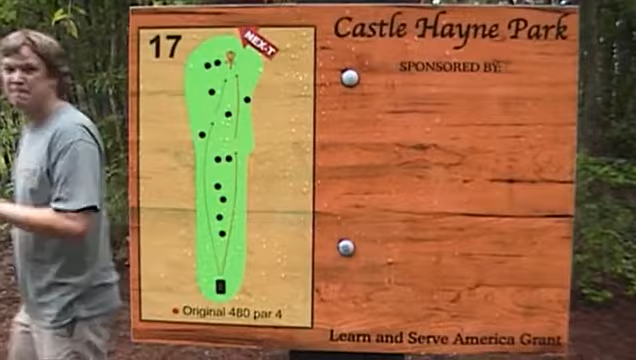 Castle Hayne Park
17
NEX-T
SPONSORED BY:
Original 480 par 4
Learn and Serve America Grant